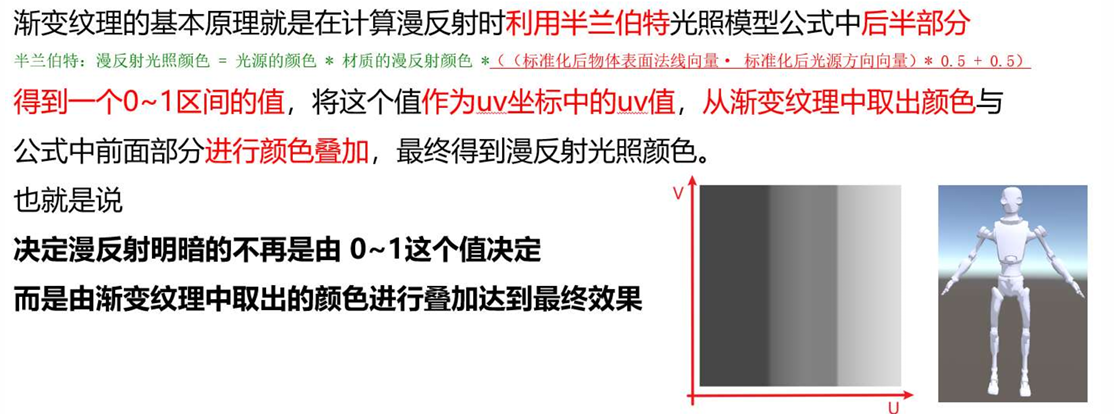 渐变纹理的基本原理就是在计算漫反射时利用半兰伯特光照模型公式中后半部分
半兰伯特：漫反射光照颜色 = 光源的颜色 * 材质的漫反射颜色 *（（标准化后物体表面法线向量· 标准化后光源方向向量）* 0.5 + 0.5）
得到一个0~1区间的值，将这个值作为uv坐标中的uv值，从渐变纹理中取出颜色与
公式中前面部分进行颜色叠加，最终得到漫反射光照颜色。
也就是说
决定漫反射明暗的不再是由 0~1这个值决定
而是由渐变纹理中取出的颜色进行叠加达到最终效果
V
U